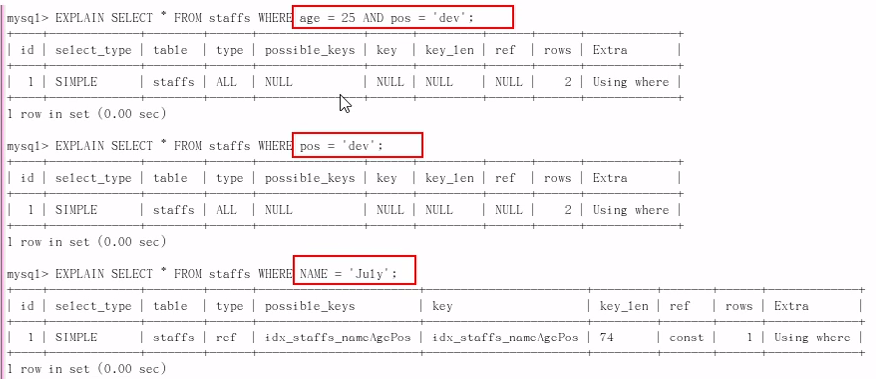 mysql> EXPLAIN SELECT * FROM staffs WHERE age = 25 AND pos = 'dev';
| id | select_type | table | type | possible_keys | key | key_len | ref | rows | Extra |
| 1 | SIMPLE | staffs | ALL | NULL | NULL | NULL | NULL | 2 | Using where |
1 row in set (0.00 sec)
mysql> EXPLAIN SELECT * FROM staffs WHERE pos = 'dev';
| id | select_type | table | type | possible_keys | key | key_len | ref | rows | Extra |
| 1 | SIMPLE | staffs | ALL | NULL | NULL | NULL | NULL | 2 | Using where |
1 row in set (0.00 sec)
mysql> EXPLAIN SELECT * FROM staffs WHERE NAME = 'July';
| id | select_type | table | type | possible_keys | key | key_len | ref | rows | Extra |
| 1 | SIMPLE | staffs | ref | idx_staffs_nameAgePos | idx_staffs_nameAgePos | 74 | const | 1 | Using where |
1 row in set (0.00 sec)